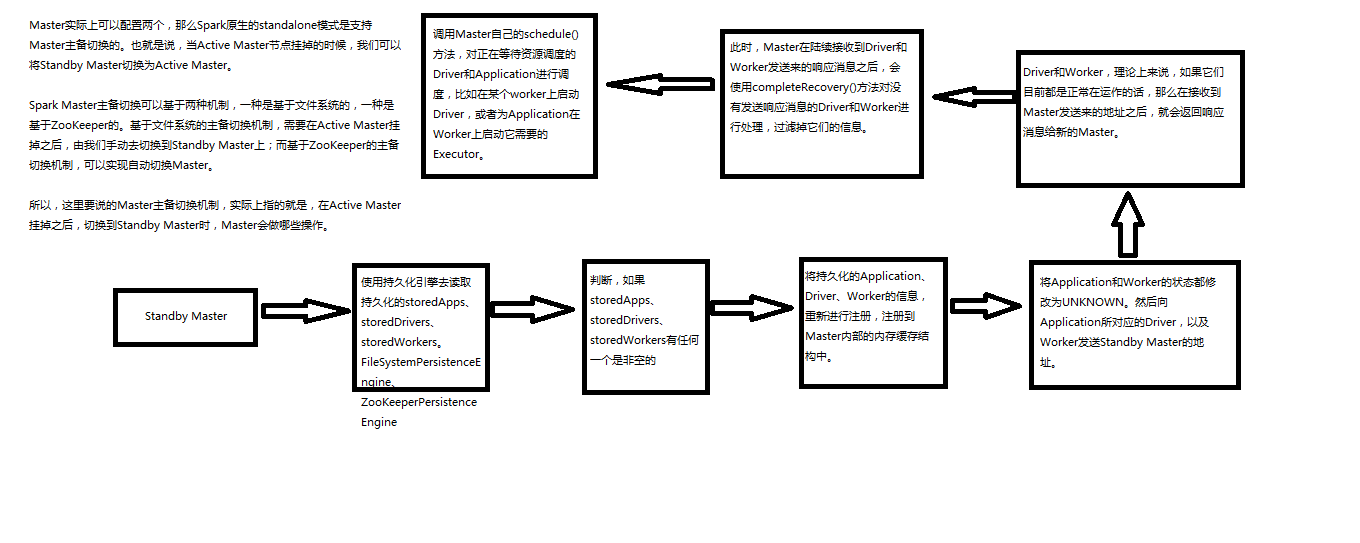 Master实际上可以配置两个，那么Spark原生的standalone模式是支持
Master主备切换的。也就是说，当Active Master节点挂掉的时候，我们可以
将Standby Master切换为Active Master。
Spark Master主备切换可以基于两种机制，一种是基于文件系统的，一种是
基于ZooKeeper的。基于文件系统的主备切换机制，需要在Active Master挂
掉之后，由我们手动去切换到Standby Master上；而基于ZooKeeper的主备
切换机制，可以实现自动切换Master。
所以，这里要说的Master主备切换机制，实际上指的就是，在Active Master
挂掉之后，切换到Standby Master时，Master会做哪些操作。
Standby Master
使用持久化引擎去读取
持久化的storedApps、
storedDrivers、
storedWorkers。
FileSystemPersistenceE
ngine、
ZooKeeperPersistence
Engine
判断，如果
storedApps、
storedDrivers、
storedWorkers有任何
一个是非空的
将持久化的Application、
Driver、Worker的信息，
重新进行注册，注册到
Master内部的内存缓存结
构中。
将Application和Worker的状态都修
改为UNKNOWN。然后向
Application所对应的Driver，以及
Worker发送Standby Master的地
址。
Driver和Worker，理论上来说，如果它们
目前都是正常在运作的话，那么在接收到
Master发送来的地址之后，就会返回响应
消息给新的Master。
此时，Master在陆续接收到Driver和
Worker发送来的响应消息之后，会
使用completeRecovery()方法对没
有发送响应消息的Driver和Worker进
行处理，过滤掉它们的信息。
调用Master自己的schedule()
方法，对正在等待资源调度的
Driver和Application进行调
度，比如在某个worker上启动
Driver，或者为Application在
Worker上启动它需要的
Executor。